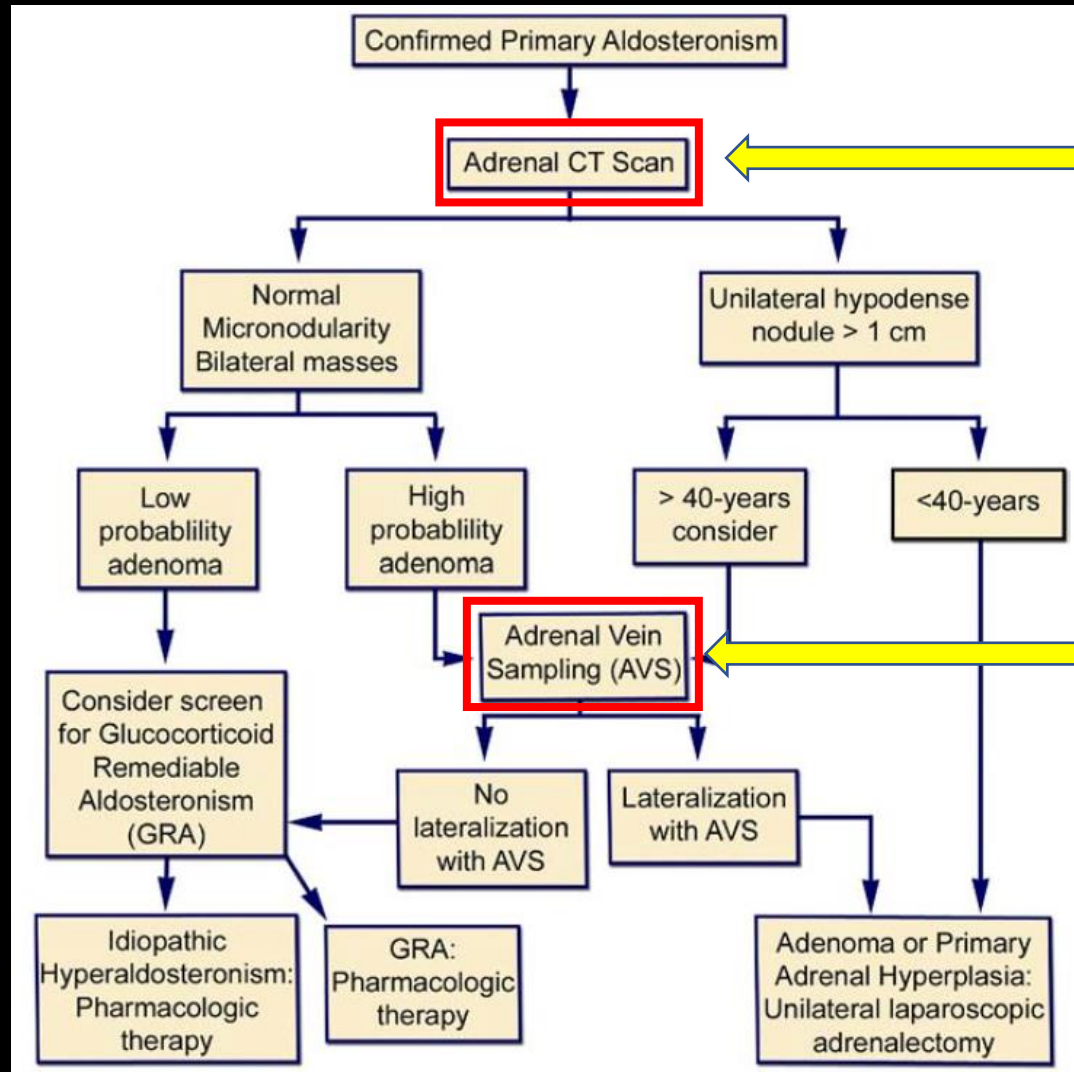 Confirmed Primary Aldosteronism
Adrenal CT Scan
Normal
Micronodularity
Bilateral masses
Unilateral hypodense
nodule > 1 cm
Low
probablility
adenoma
High
probablility
adenoma
> 40-years
consider
<40-years
Adrenal Vein
Sampling (AVS)
Consider screen
for Glucocorticoid
Remediable
Aldosteronism
(GRA)
No
lateralization
with AVS
Lateralization
with AVS
Idiopathic
Hyperaldosteronism:
Pharmacologic
therapy
GRA:
Pharmacologic
therapy
Adenoma or Primary
Adrenal Hyperplasia:
Unilateral laparoscopic
adrenalectomy